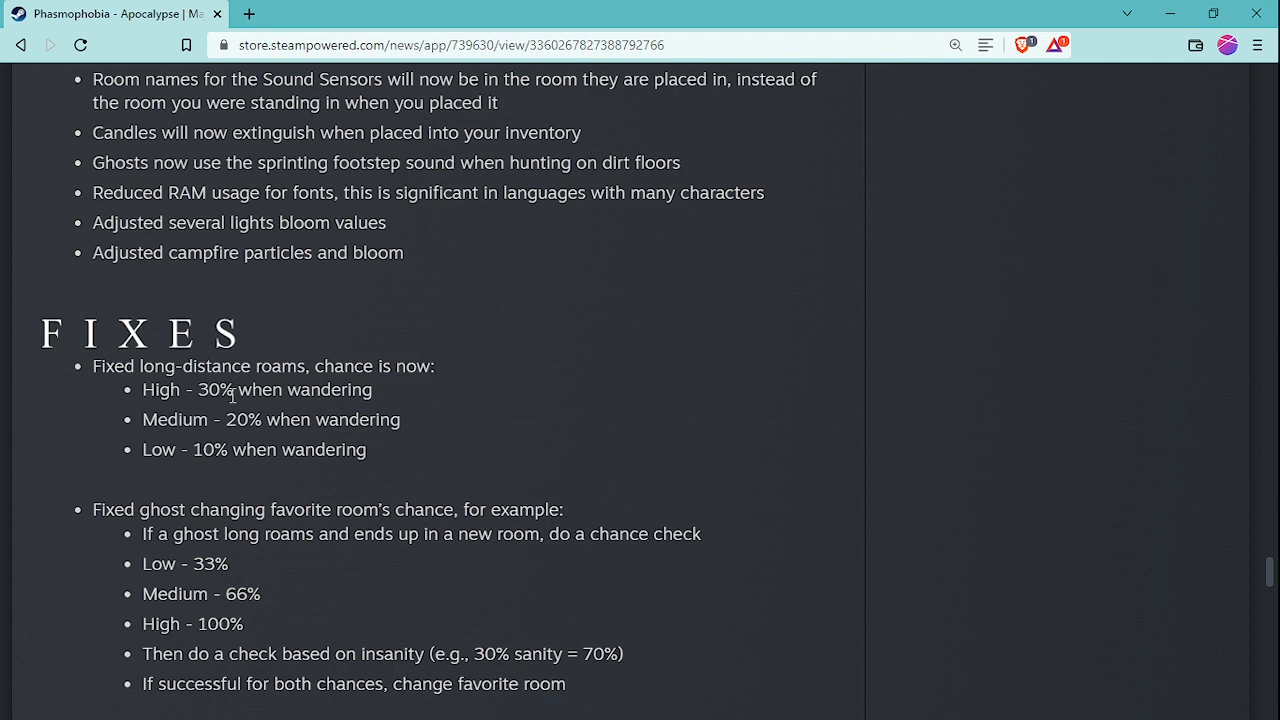 Phasmophobia - Apocalypse | Ma
store.steampowered.com/news/app/739630/view/3360267827388792766
1
1
Room names for the Sound Sensors will now be in the room they are placed in, instead
of the room you were standing in when you placed it
Candles will now extinguish when placed into your inventory
Ghosts now use the sprinting footstep sound when hunting on dirt floors
Reduced RAM usage for fonts, this is significant in languages with many characters
Adjusted several lights bloom values
Adjusted campfire particles and bloom
F I X E S
Fixed long-distance roams, chance is now:
High - 30% when wandering
Medium - 20% when wandering
Low - 10% when wandering
Fixed ghost changing favorite room's chance, for example:
If a ghost long roams and ends up in a new room, do a chance check
Low - 33%
Medium - 66%
High - 100%
Then do a check based on insanity (e.g., 30% sanity = 70%)
If successful for both chances, change favorite room